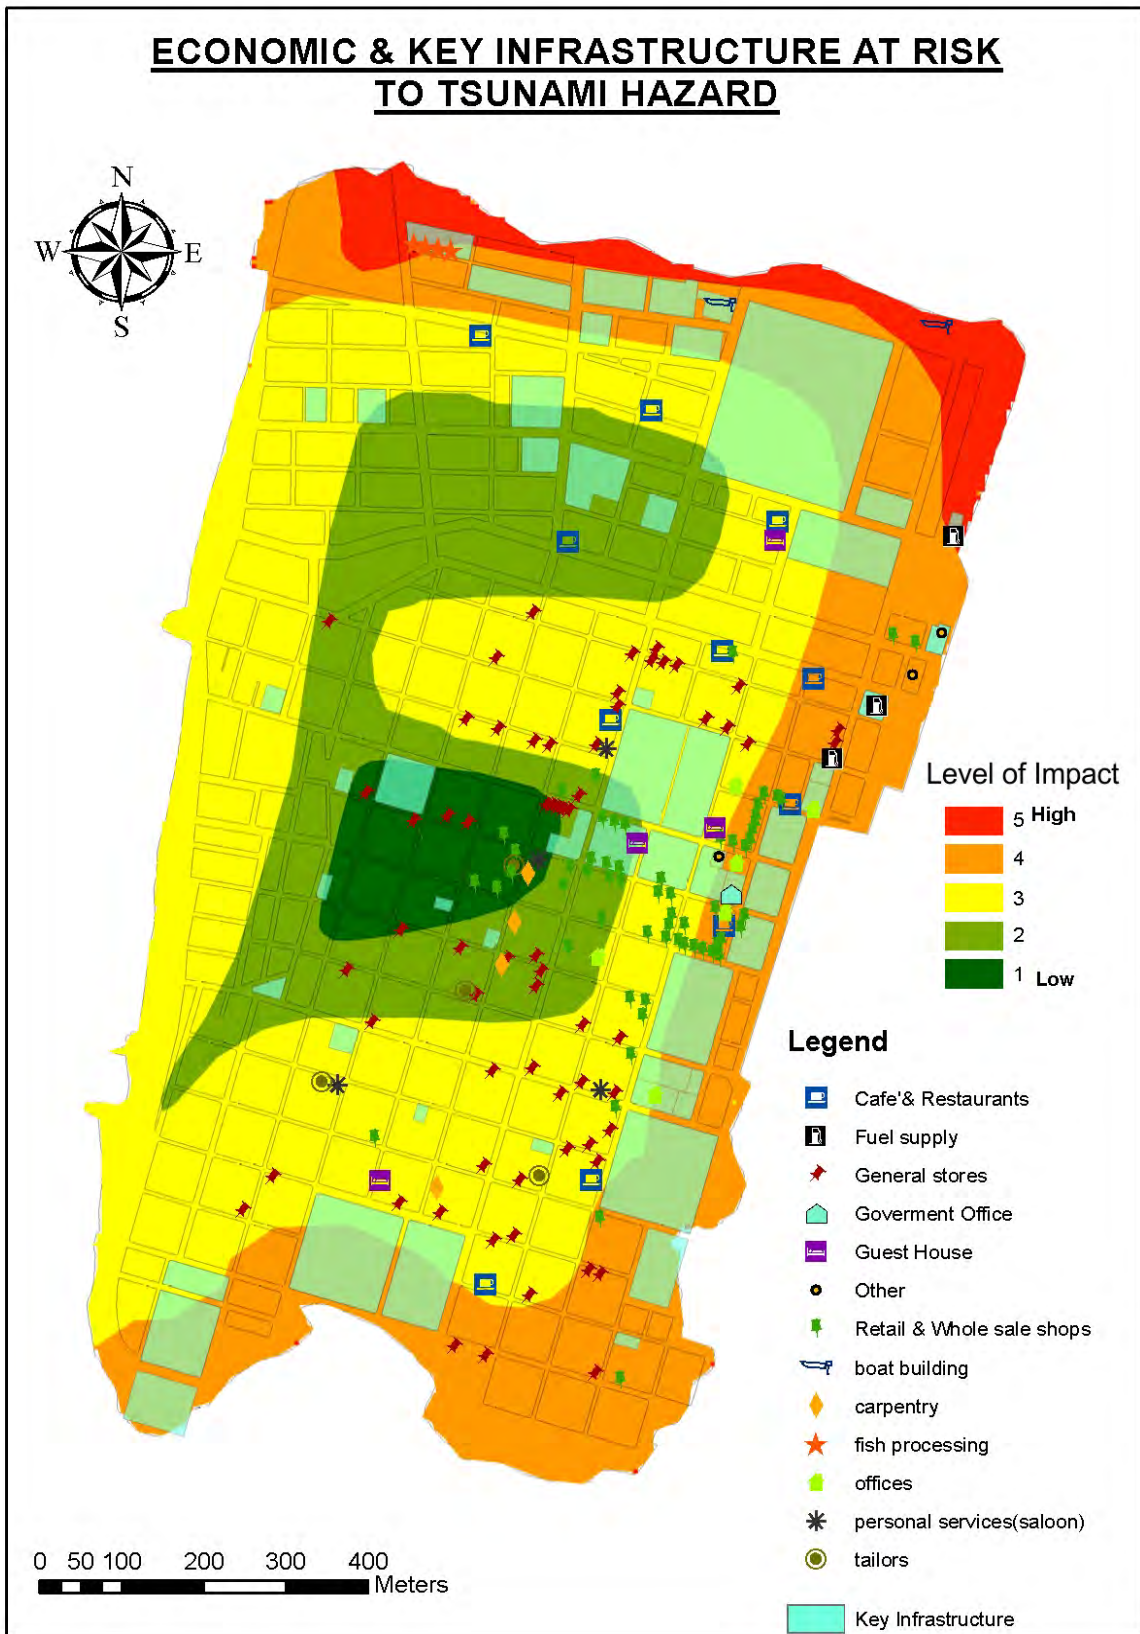 ECONOMIC & KEY INFRASTRUCTURE AT RISK
TO TSUNAMI HAZARD
N
W E
S
Level of Impact
5 High
4
3
2
1 Low
Legend
Cafe'& Restaurants
Fuel supply
General stores
Goverment Office
Guest House
Other
Retail & Whole sale shops
boat building
carpentry
fish processing
offices
personal services(saloon)
tailors
Key Infrastructure
0 50 100 200 300 400
Meters